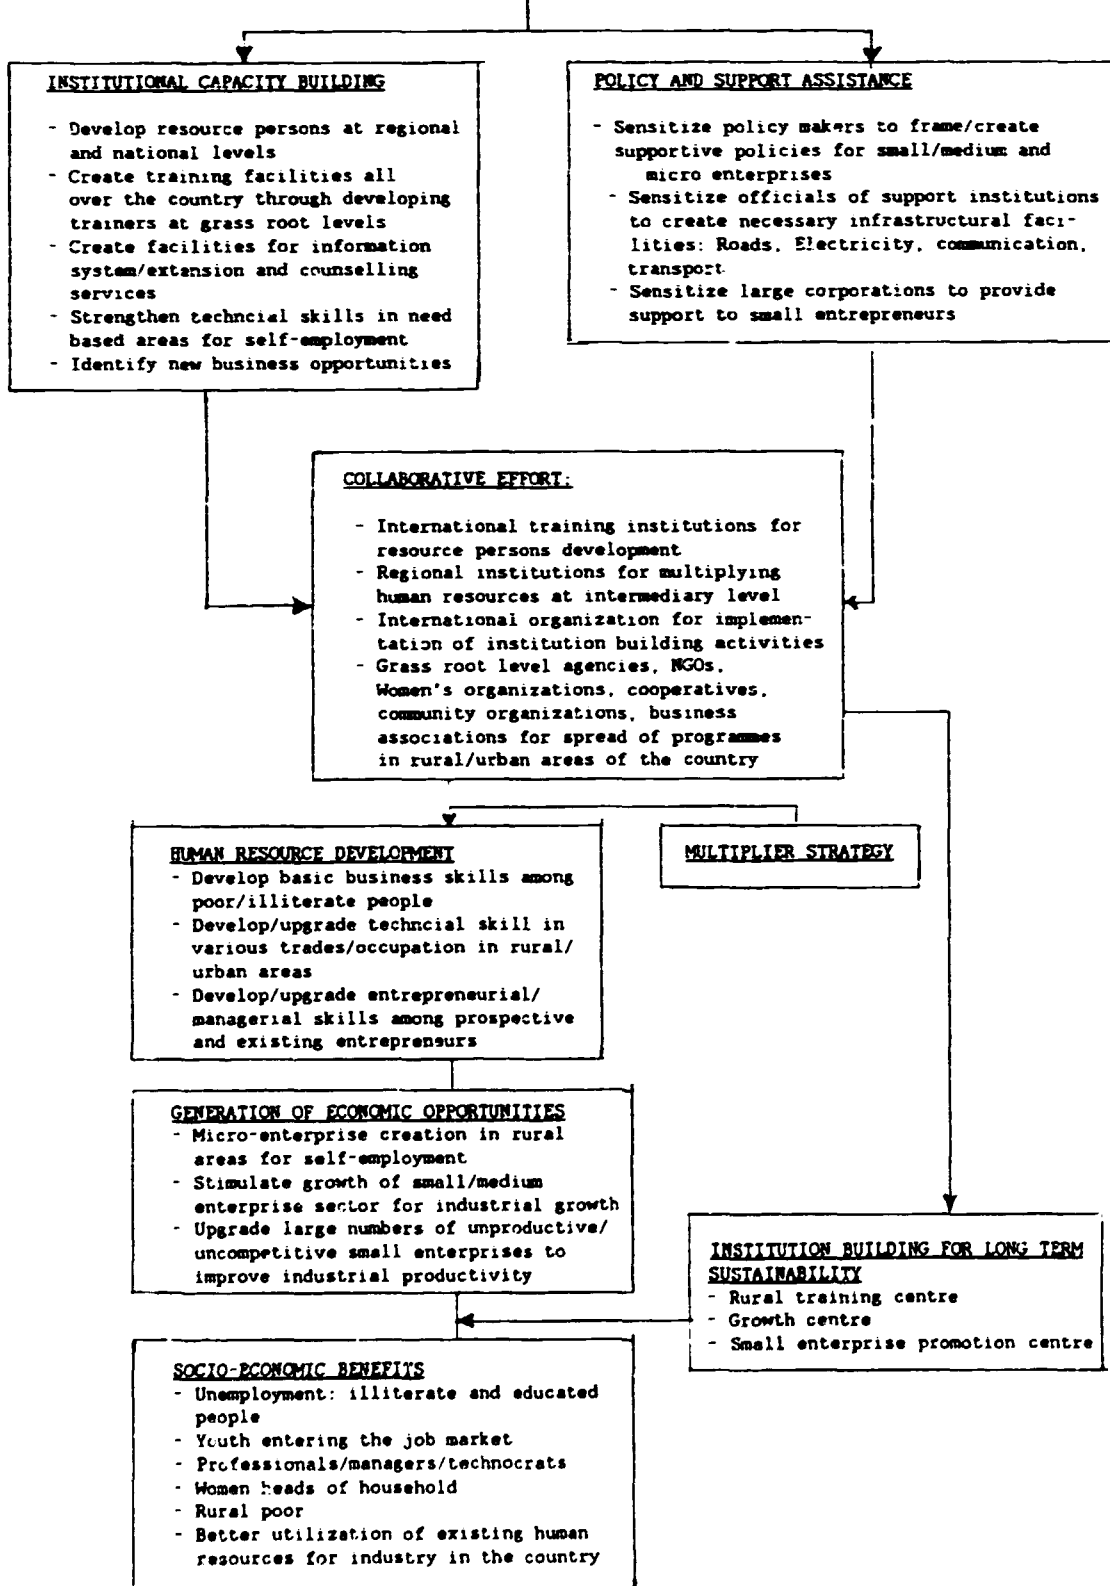 INSTITUTIONAL CAPACITY BUILDING
- Develop resource persons at regional
and national levels
- Create training facilities all
over the country through developing
trainers at grass root levels
- Create facilities for information
system/extension and counselling
services
- Strengthen techncial skills in need
based areas for self-employment
- Identify new business opportunities
POLICY AND SUPPORT ASSISTANCE
- Sensitize policy makers to frame/create
supportive policies for small/medium and
micro enterprises
- Sensitize officials of support institutions
to create necessary infrastructural faci-
lities: Roads, Electricity, communication,
transport
- Sensitize large corporations to provide
support to small entrepreneurs
COLLABORATIVE EFFORT:
- International training institutions for
resource persons development
- Regional institutions for multiplying
human resources at intermediary level
- International organization for implemen-
tation of institution building activities
- Grass root level agencies, NGOs,
Women's organizations, cooperatives,
community organizations, business
associations for spread of programmes
in rural/urban areas of the country
HUMAN RESOURCE DEVELOPMENT
- Develop basic business skills among
poor/illiterate people
- Develop/upgrade techncial skill in
various trades/occupation in rural/
urban areas
- Develop/upgrade entrepreneurial/
managerial skills among prospective
and existing entrepreneurs
MULTIPLIER STRATEGY
GENERATION OF ECONOMIC OPPORTUNITIES
- Micro-enterprise creation in rural
areas for self-employment
- Stimulate growth of small/medium
enterprise sector for industrial growth
- Upgrade large numbers of unproductive/
uncompetitive small enterprises to
improve industrial productivity
INSTITUTION BUILDING FOR LONG TERM
SUSTAINABILITY
- Rural training centre
- Growth centre
- Small enterprise promotion centre
SOCIO-ECONOMIC BENEFITS
- Unemployment: illiterate and educated
people
- Youth entering the job market
- Professionals/managers/technocrats
- Women heads of household
- Rural poor
- Better utilization of existing human
resources for industry in the country